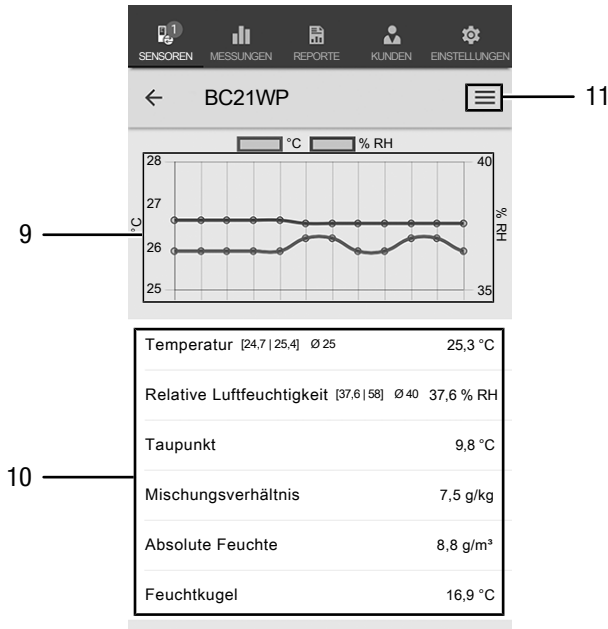 1
SENSOREN MESSUNGEN REPORTE KUNDEN EINSTELLUNGEN
BC21WP
11
°C % RH
28 40
27
9
°C
% RH
26
25 35
Temperatur [24,7 | 25,4] Ø 25 25,3 °C
Relative Luftfeuchtigkeit [37,6 | 58] Ø 40 37,6 % RH
Taupunkt 9,8 °C
10
Mischungsverhältnis 7,5 g/kg
Absolute Feuchte 8,8 g/m³
Feuchtkugel 16,9 °C